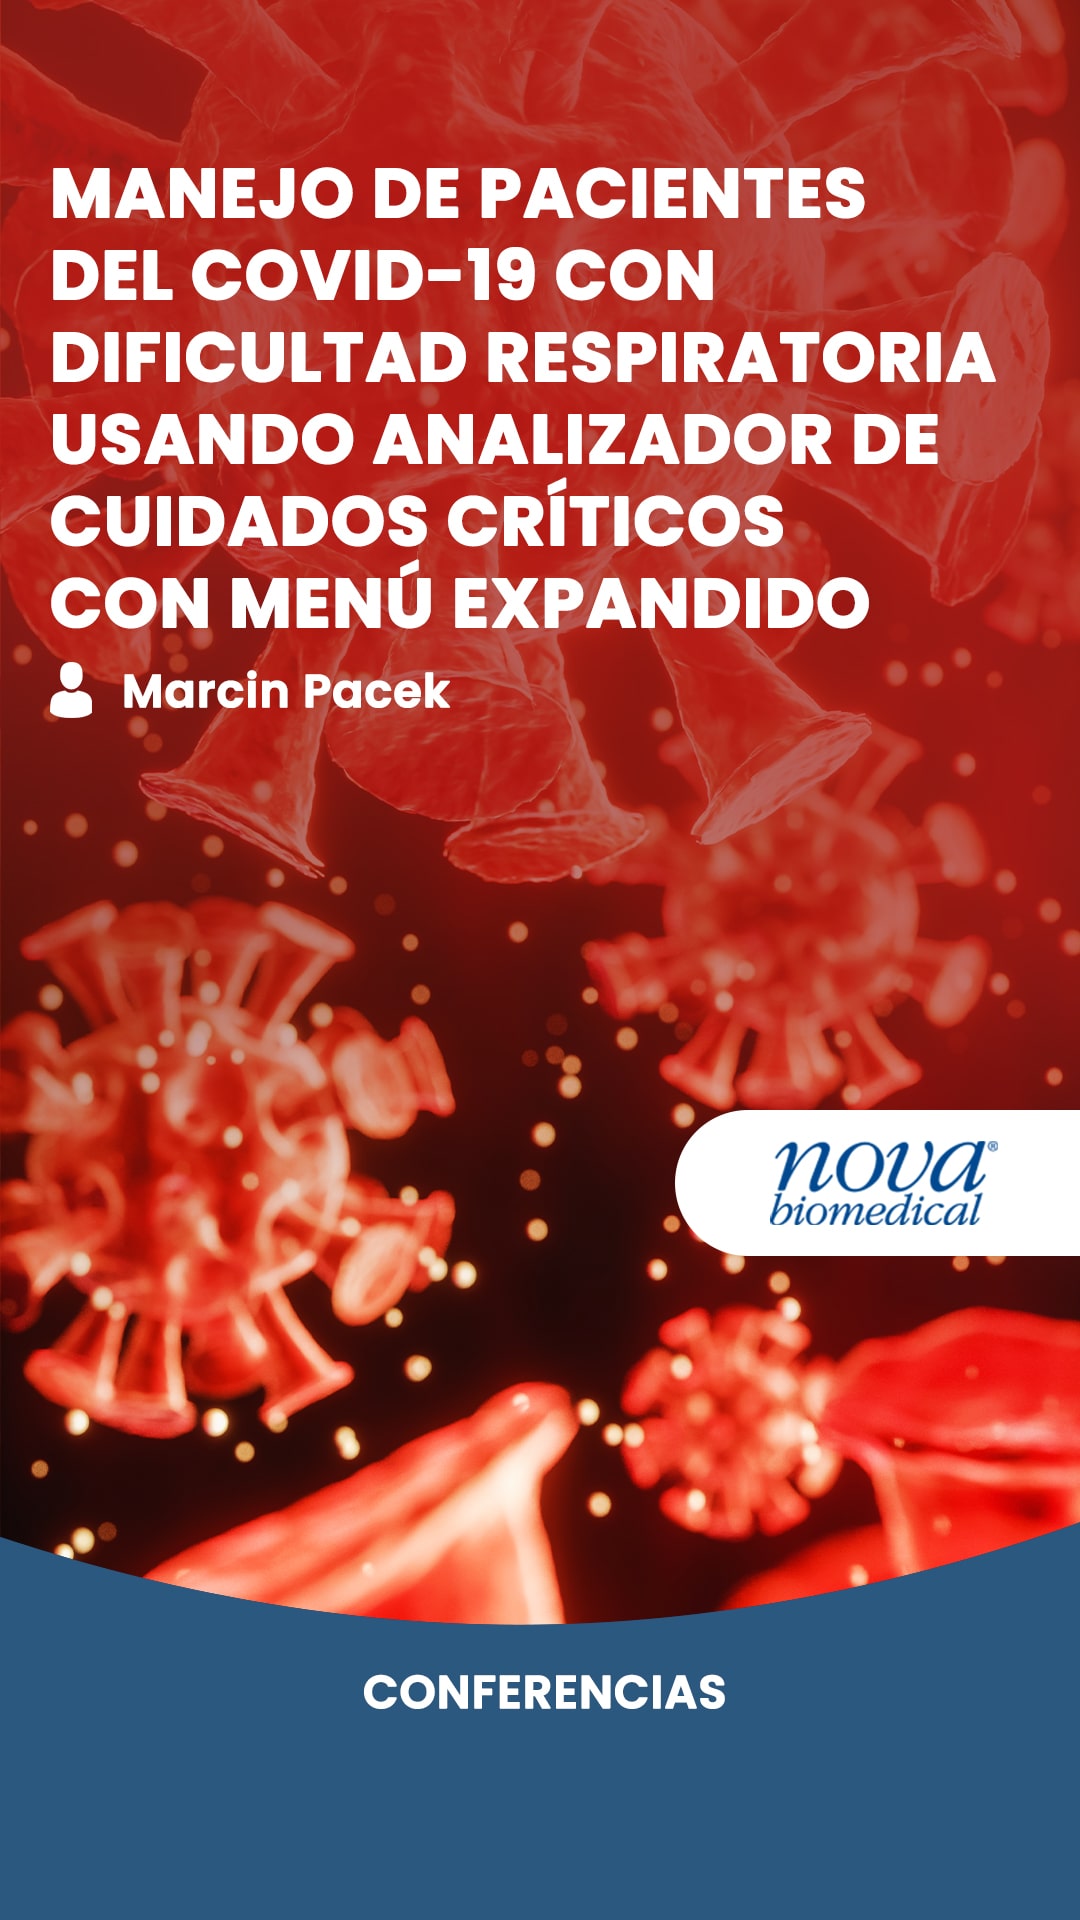 MANEJO DE PACIENTES
DEL COVID-19 CON
DIFICULTAD RESPIRATORIA
USANDO ANALIZADOR DE
CUIDADOS CRÍTICOS
CON MENÚ EXPANDIDO
Marcin Pacek
nova®
biomedical
CONFERENCIAS